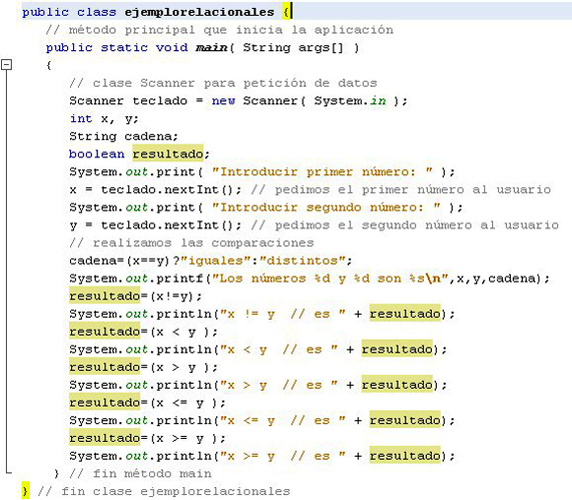 public class ejemplorelacionales {
// método principal que inicia la aplicación
public static void main( String args[] )
{
// clase Scanner para petición de datos
Scanner teclado = new Scanner( System.in );
int x, y;
String cadena;
boolean resultado;
System.out.print( "Introducir primer número: " );
x = teclado.nextInt(); // pedimos el primer número al usuario
System.out.print( "Introducir segundo número: " );
y = teclado.nextInt(); // pedimos el segundo número al usuario
// realizamos las comparaciones
cadena=(x==y)?"iguales":"distintos";
System.out.printf("Los números %d y %d son %s\n",x,y,cadena);
resultado=(x!=y);
System.out.println("x != y  // es " + resultado);
resultado=(x < y );
System.out.println("x < y  // es " + resultado);
resultado=(x > y );
System.out.println("x > y  // es " + resultado);
resultado=(x <= y );
System.out.println("x <= y  // es " + resultado);
resultado=(x >= y );
System.out.println("x >= y  // es " + resultado);
} // fin método main
} // fin clase ejemplorelacionales